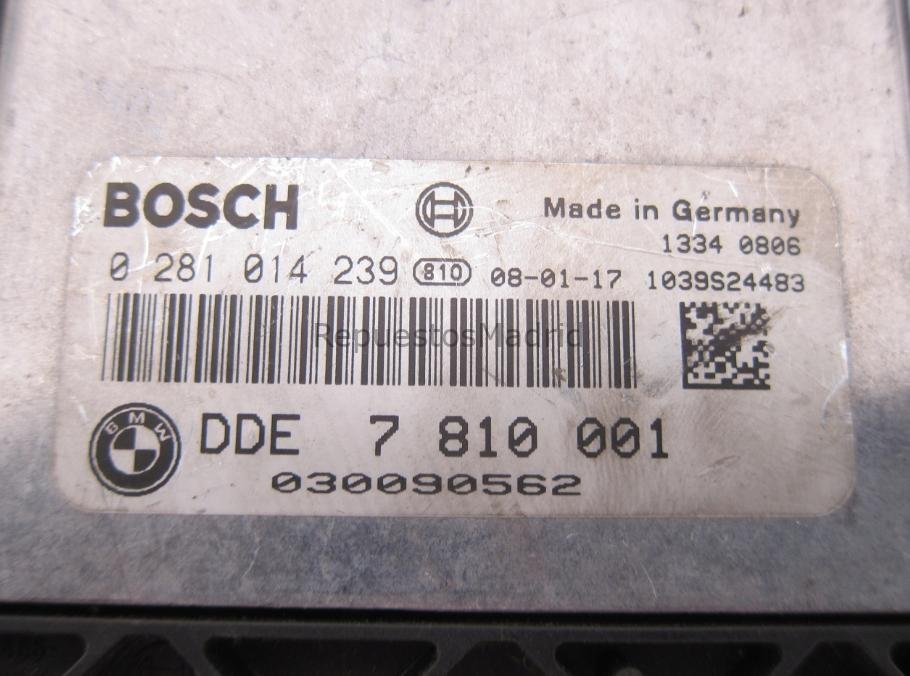 BOSCH
Made in Germany
1334 0806
0 281 014 239 810 08-01-17 1039S24483
RepuestosMadrid
BMW DDE 7 810 001
030090562